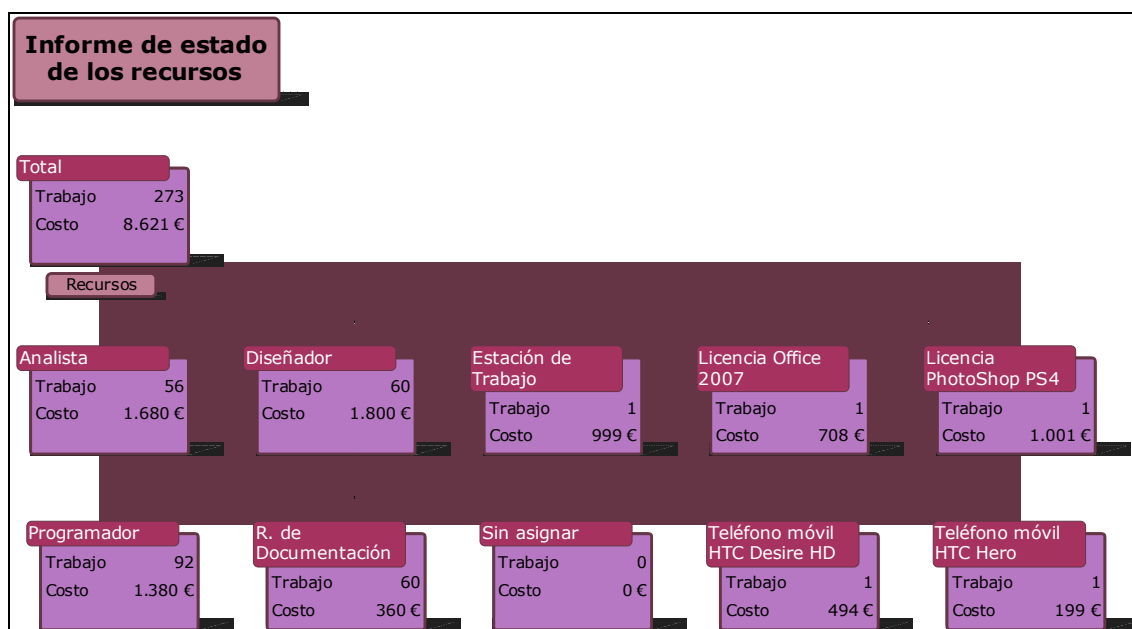 Informe de estado
de los recursos
Total
Trabajo 273
Costo 8.621 €
Recursos
Analista
Trabajo 56
Costo 1.680 €
Diseñador
Trabajo 60
Costo 1.800 €
Estación de
Trabajo
Trabajo 1
Costo 999 €
Licencia Office
2007
Trabajo 1
Costo 708 €
Licencia
PhotoShop PS4
Trabajo 1
Costo 1.001 €
Programador
Trabajo 92
Costo 1.380 €
R. de
Documentación
Trabajo 60
Costo 360 €
Sin asignar
Trabajo 0
Costo 0 €
Teléfono móvil
HTC Desire HD
Trabajo 1
Costo 494 €
Teléfono móvil
HTC Hero
Trabajo 1
Costo 199 €